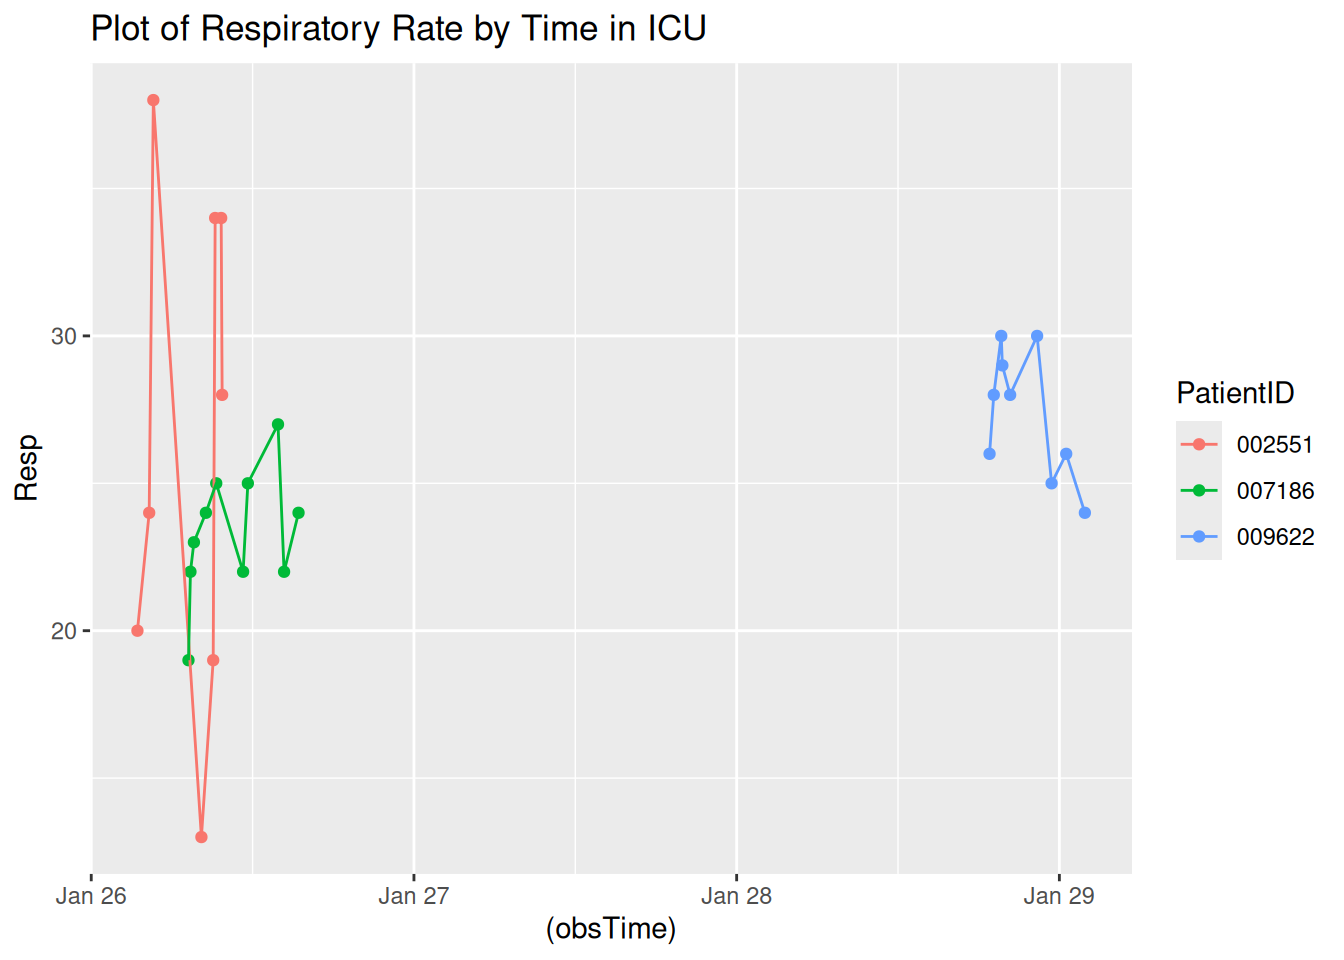 Plot of Respiratory Rate by Time in ICU
30
20
Resp
Jan 26
Jan 27
Jan 28
Jan 29
(obsTime)
PatientID
002551
007186
009622